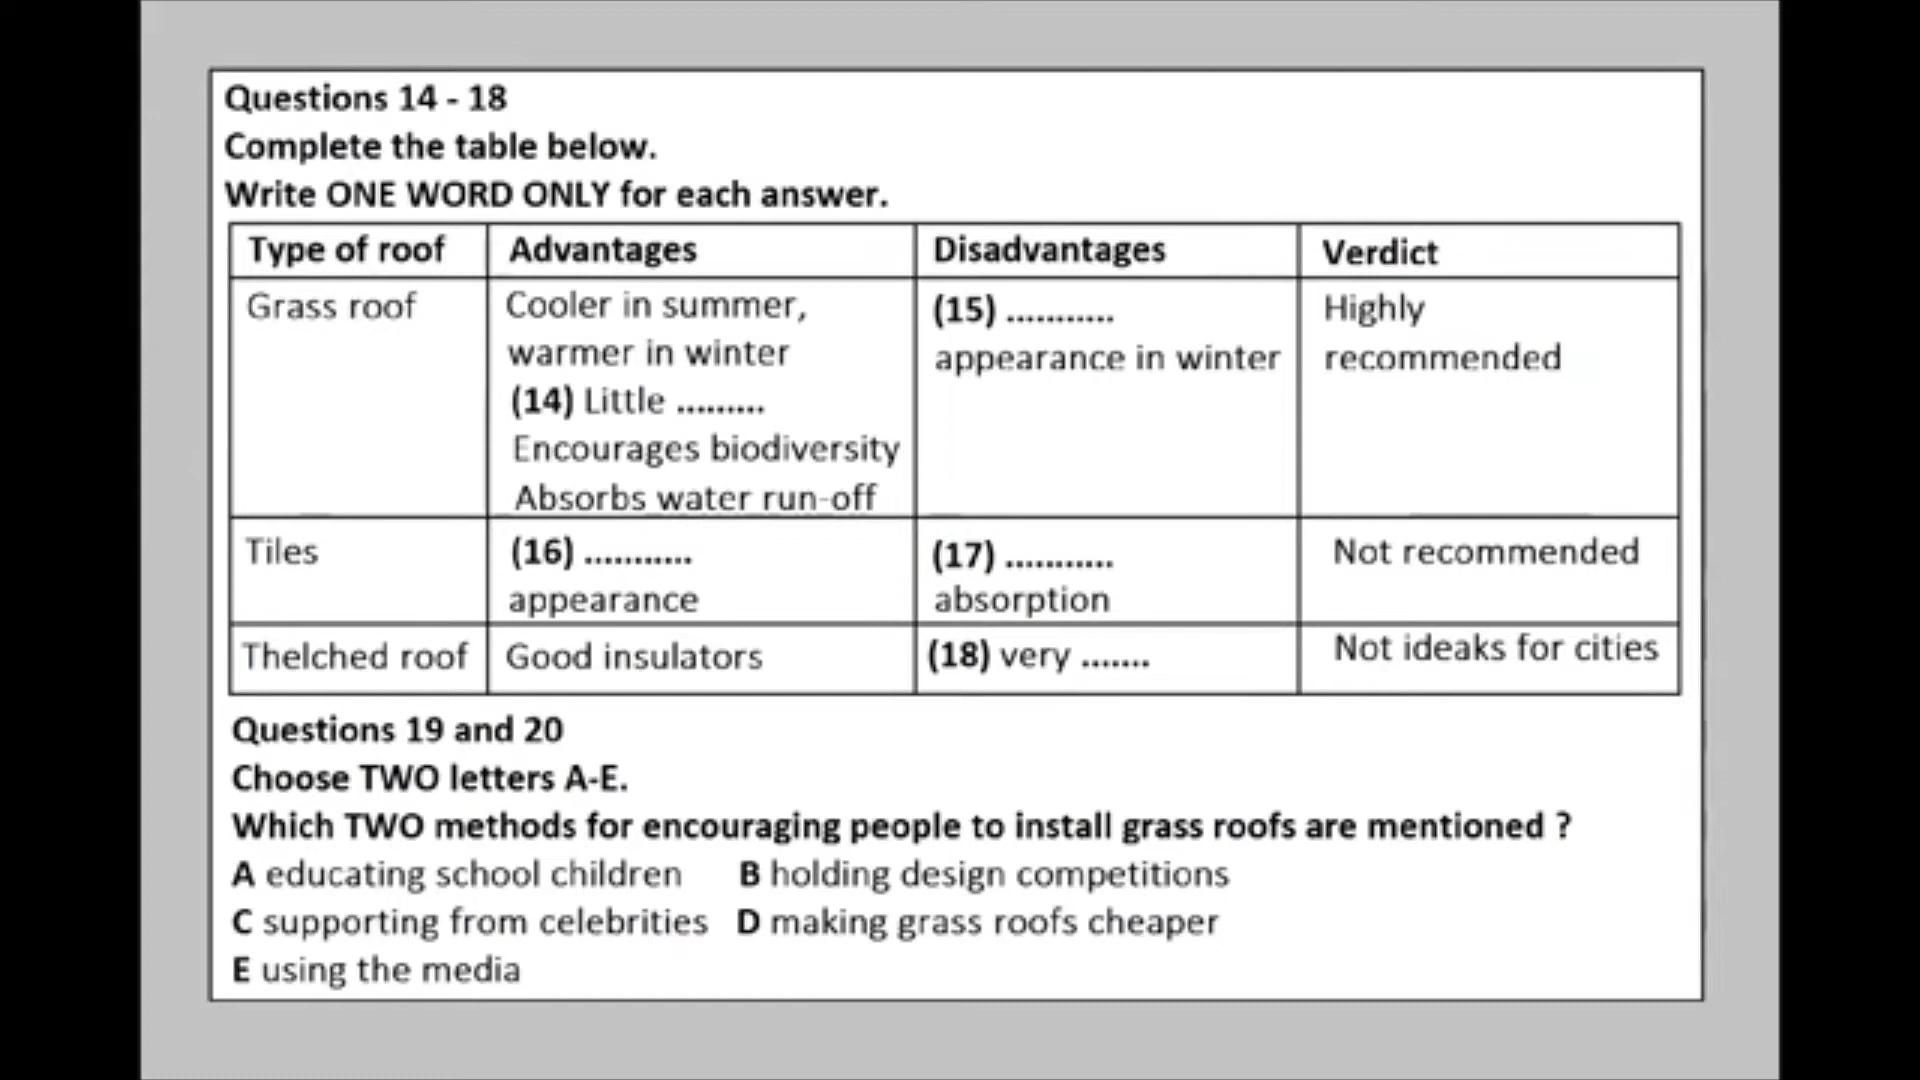 Questions 14 - 18
Complete the table below.
Write ONE WORD ONLY for each answer.
Type of roof Advantages Disadvantages Verdict
Grass roof
Cooler in summer,
warmer in winter
(14) Little .........
Encourages biodiversity
Absorbs water run-off
(15) ...........
appearance in winter
Highly
recommended
Tiles
(16) ...........
appearance
(17) ...........
absorption
Not recommended
Thelched roof
Good insulators
(18) very .......
Not ideaks for cities
Questions 19 and 20
Choose TWO letters A-E.
Which TWO methods for encouraging people to install grass roofs are mentioned ?
A educating school children B holding design competitions
C supporting from celebrities D making grass roofs cheaper
E using the media